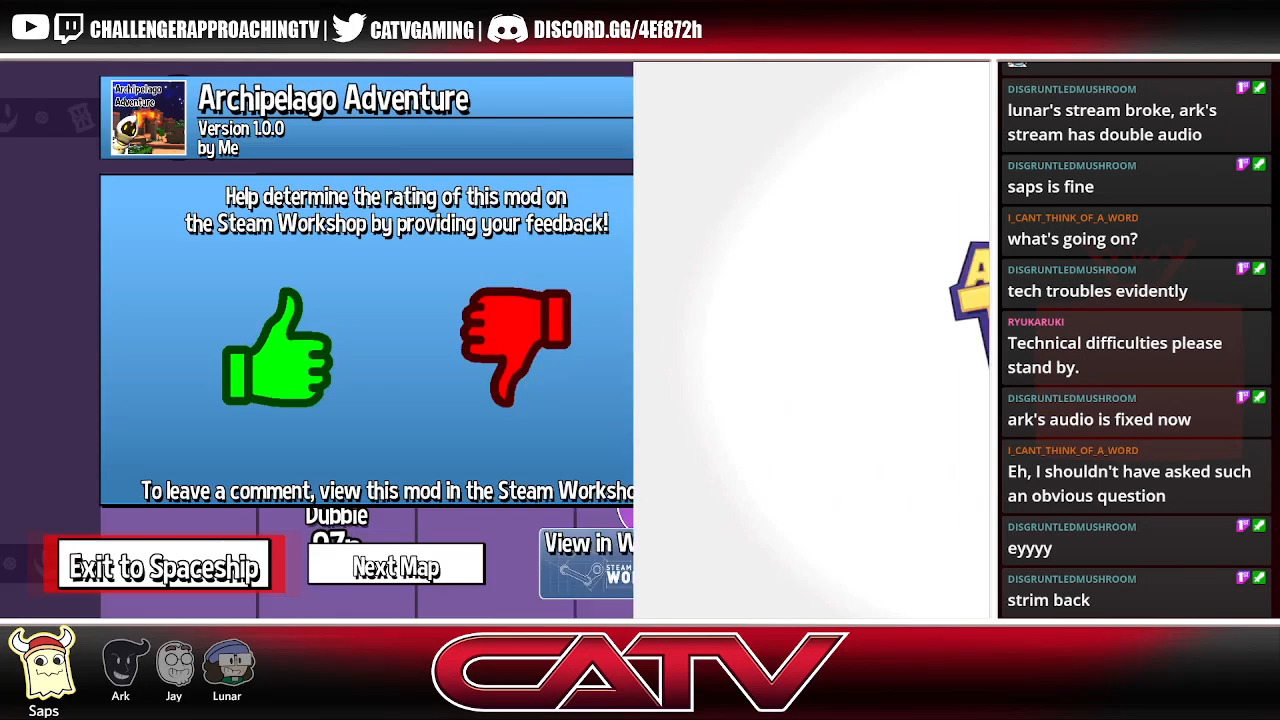 CHALLENGERAPPROACHINGTV | CATVGAMING | DISCORD.GG/4Ef872h
Archipelago Adventure
Archipelago Adventure
Version 1.0.0
by Me
Help determine the rating of this mod on
the Steam Workshop by providing your feedback!
To leave a comment, view this mod in the Steam Worksho
Dubble
Exit to Spaceship
Next Map
View in W
STEAM
WO
DISGRUNTLEDMUSHROOM
lunar's stream broke, ark's
stream has double audio
DISGRUNTLEDMUSHROOM
saps is fine
I_CANT_THINK_OF_A_WORD
what's going on?
DISGRUNTLEDMUSHROOM
tech troubles evidently
RYUKARUKI
Technical difficulties please
stand by.
DISGRUNTLEDMUSHROOM
ark's audio is fixed now
I_CANT_THINK_OF_A_WORD
Eh, I shouldn't have asked such
an obvious question
DISGRUNTLEDMUSHROOM
eyyyy
DISGRUNTLEDMUSHROOM
strim back
Saps
Ark
Jay
Lunar
CATV